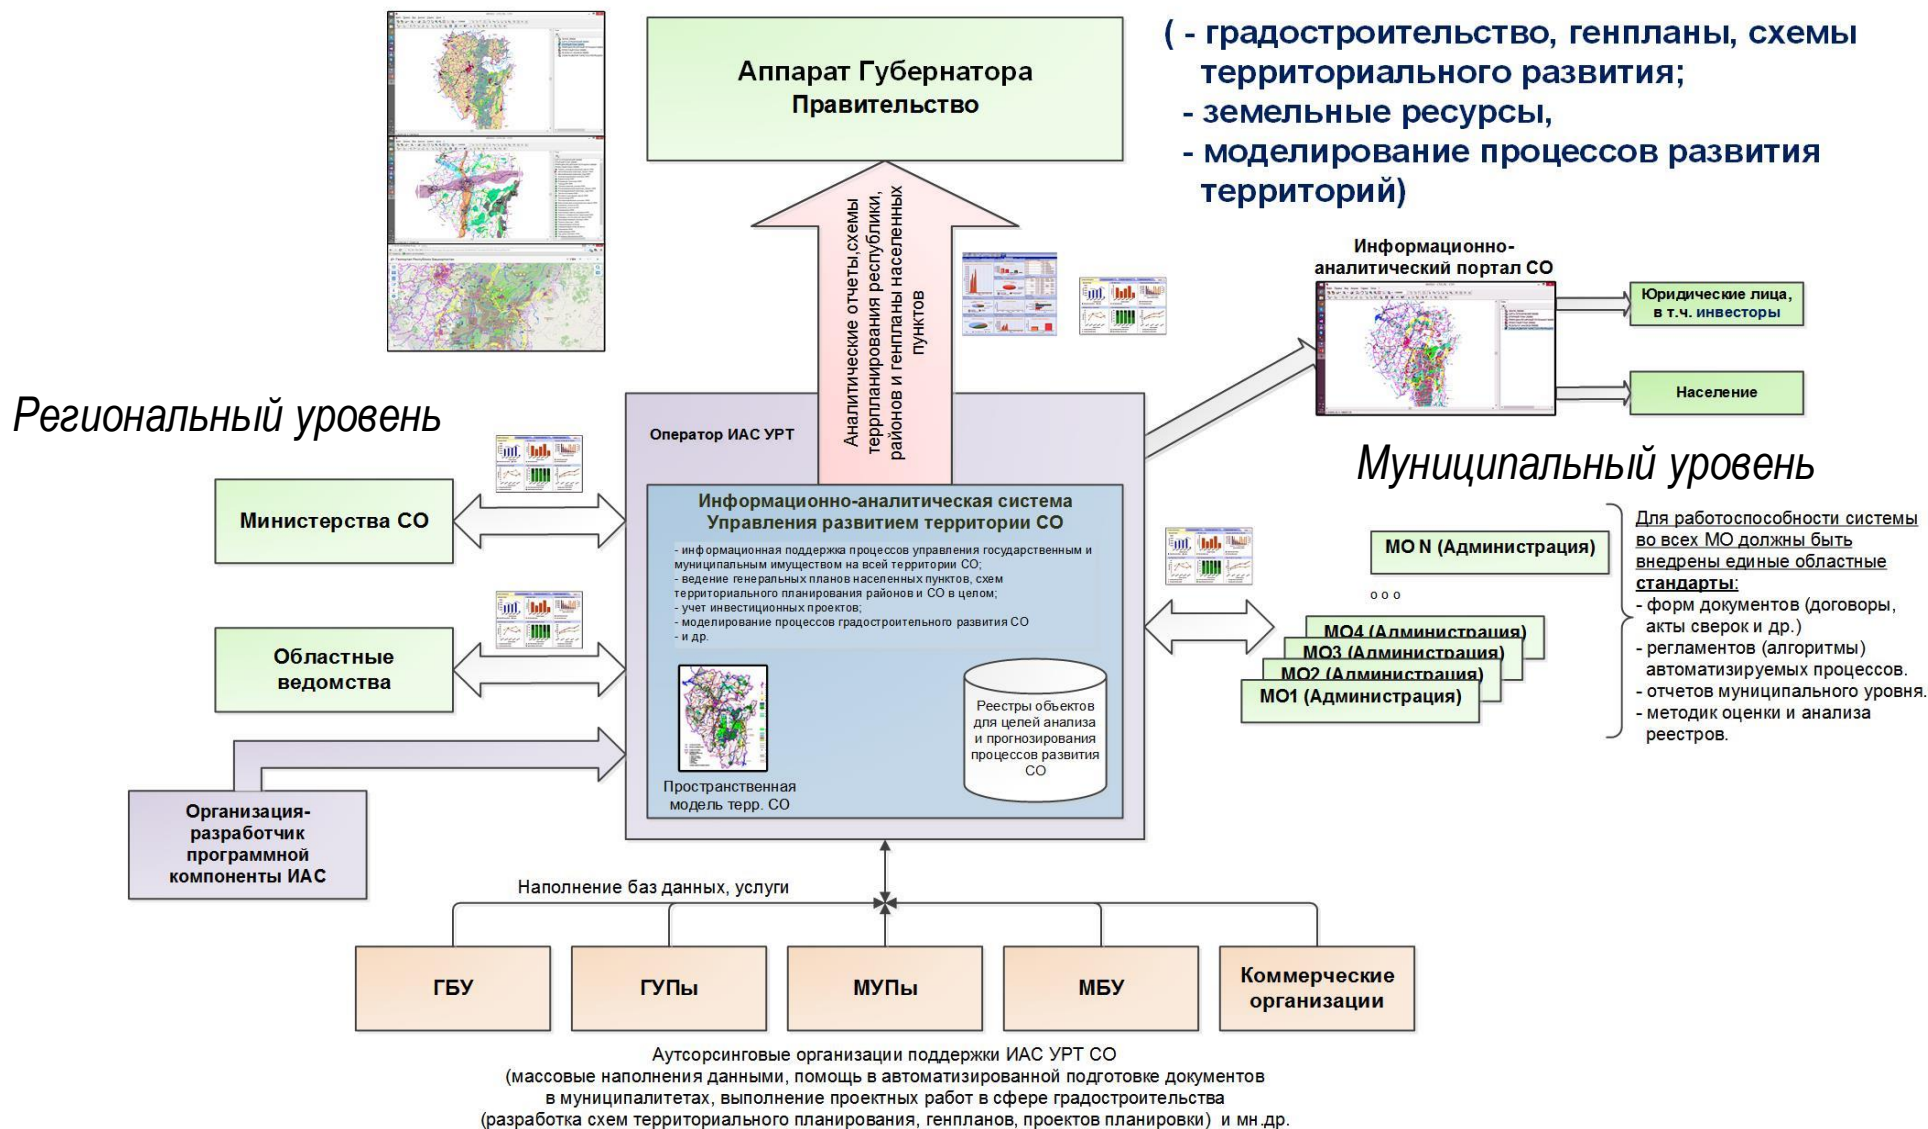 Аппарат Губернатора
Правительство
( - градостроительство, генпланы, схемы
территориального развития;
- земельные ресурсы,
- моделирование процессов развития
территорий)
Аналитические отчеты,схемы
терпланирования республики,
районов и генпланы населенных
пунктов
Информационно-
аналитический портал СО
Юридические лица,
в т.ч. инвесторы
Население
Региональный уровень
Муниципальный уровень
Оператор ИАС УРТ
Министерства СО
Областные
ведомства
Организация-
разработчик
программной
компоненты ИАС
Информационно-аналитическая система
Управления развитием территории СО
- информационная поддержка процессов управления государственным и
муниципальным имуществом на всей территории СО;
- ведение генеральных планов населенных пунктов, схем
территориального планирования районов и СО в целом;
- учет инвестиционных проектов;
- моделирование процессов градостроительного развития СО
- и др.
Пространственная
модель терр. СО
Реестры объектов
для целей анализа
и прогнозирования
процессов развития
СО
МО N (Администрация)
о о о
МО4 (Администрация)
МО3 (Администрация)
МО2 (Администрация)
МО1 (Администрация)
Для работоспособности системы
во всех МО должны быть
внедрены единые областные
стандарты:
- форм документов (договоры,
акты сверок и др.)
- регламентов (алгоритмы)
автоматизируемых процессов.
- отчетов муниципального уровня.
- методик оценки и анализа
реестров.
Наполнение баз данных, услуги
ГБУ
ГУПы
МУПы
МБУ
Коммерческие
организации
Аутсорсинговые организации поддержки ИАС УРТ СО
(массовые наполнения данными, помощь в автоматизированной подготовке документов
в муниципалитетах, выполнение проектных работ в сфере градостроительства
(разработка схем территориального планирования, генпланов, проектов планировки) и мн.др.